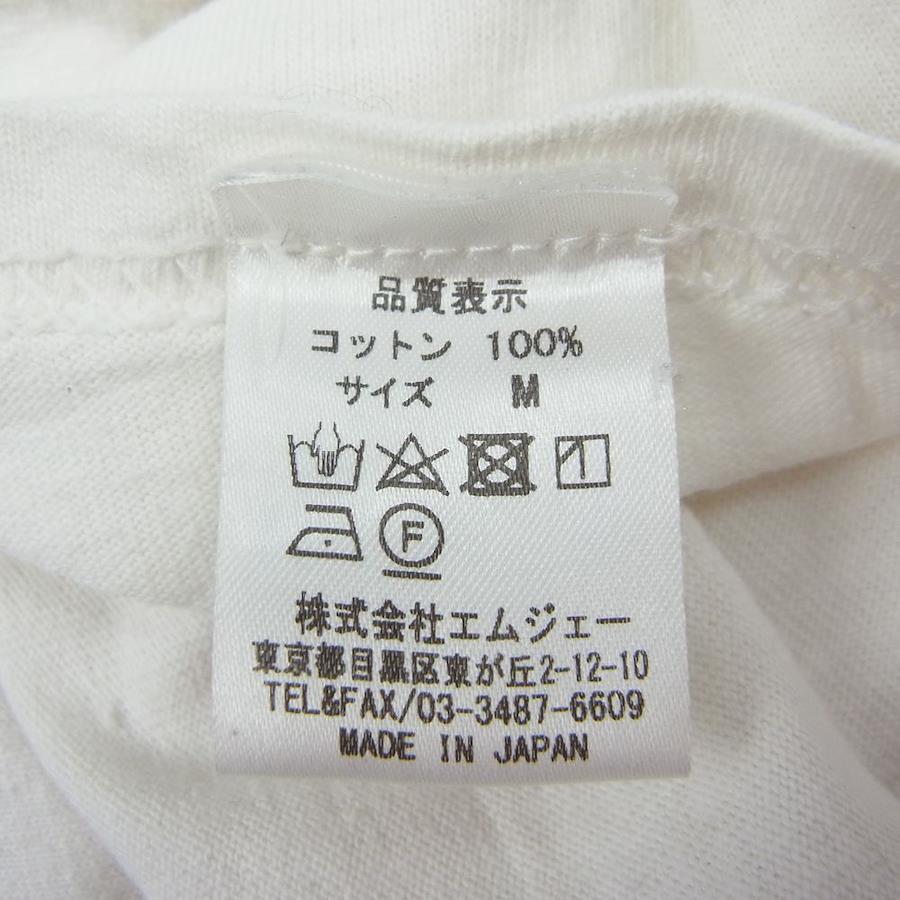 品質表示
コットン 100%
サイズ M
F
株式会社エムジェー
東京都目黒区東が丘2-12-10
TEL&FAX/03-3487-6609
MADE IN JAPAN